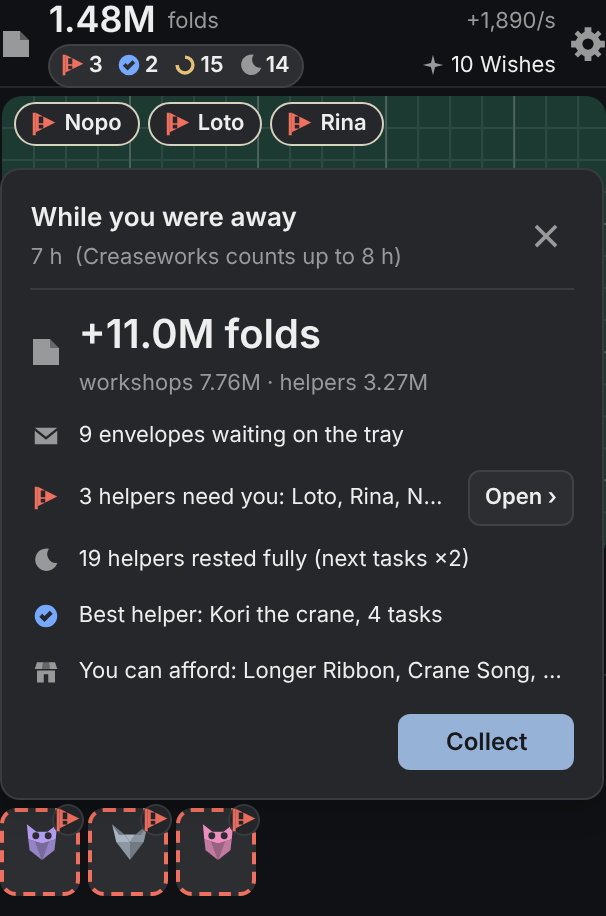 1.48M folds +1,890/s
3 2 15 14 10 Wishes
Nopo Loto Rina
While you were away
7 h (Creaseworks counts up to 8 h)
+11.0M folds
workshops 7.76M · helpers 3.27M
9 envelopes waiting on the tray
3 helpers need you: Loto, Rina, N... Open ›
19 helpers rested fully (next tasks ×2)
Best helper: Kori the crane, 4 tasks
You can afford: Longer Ribbon, Crane Song, ...
Collect